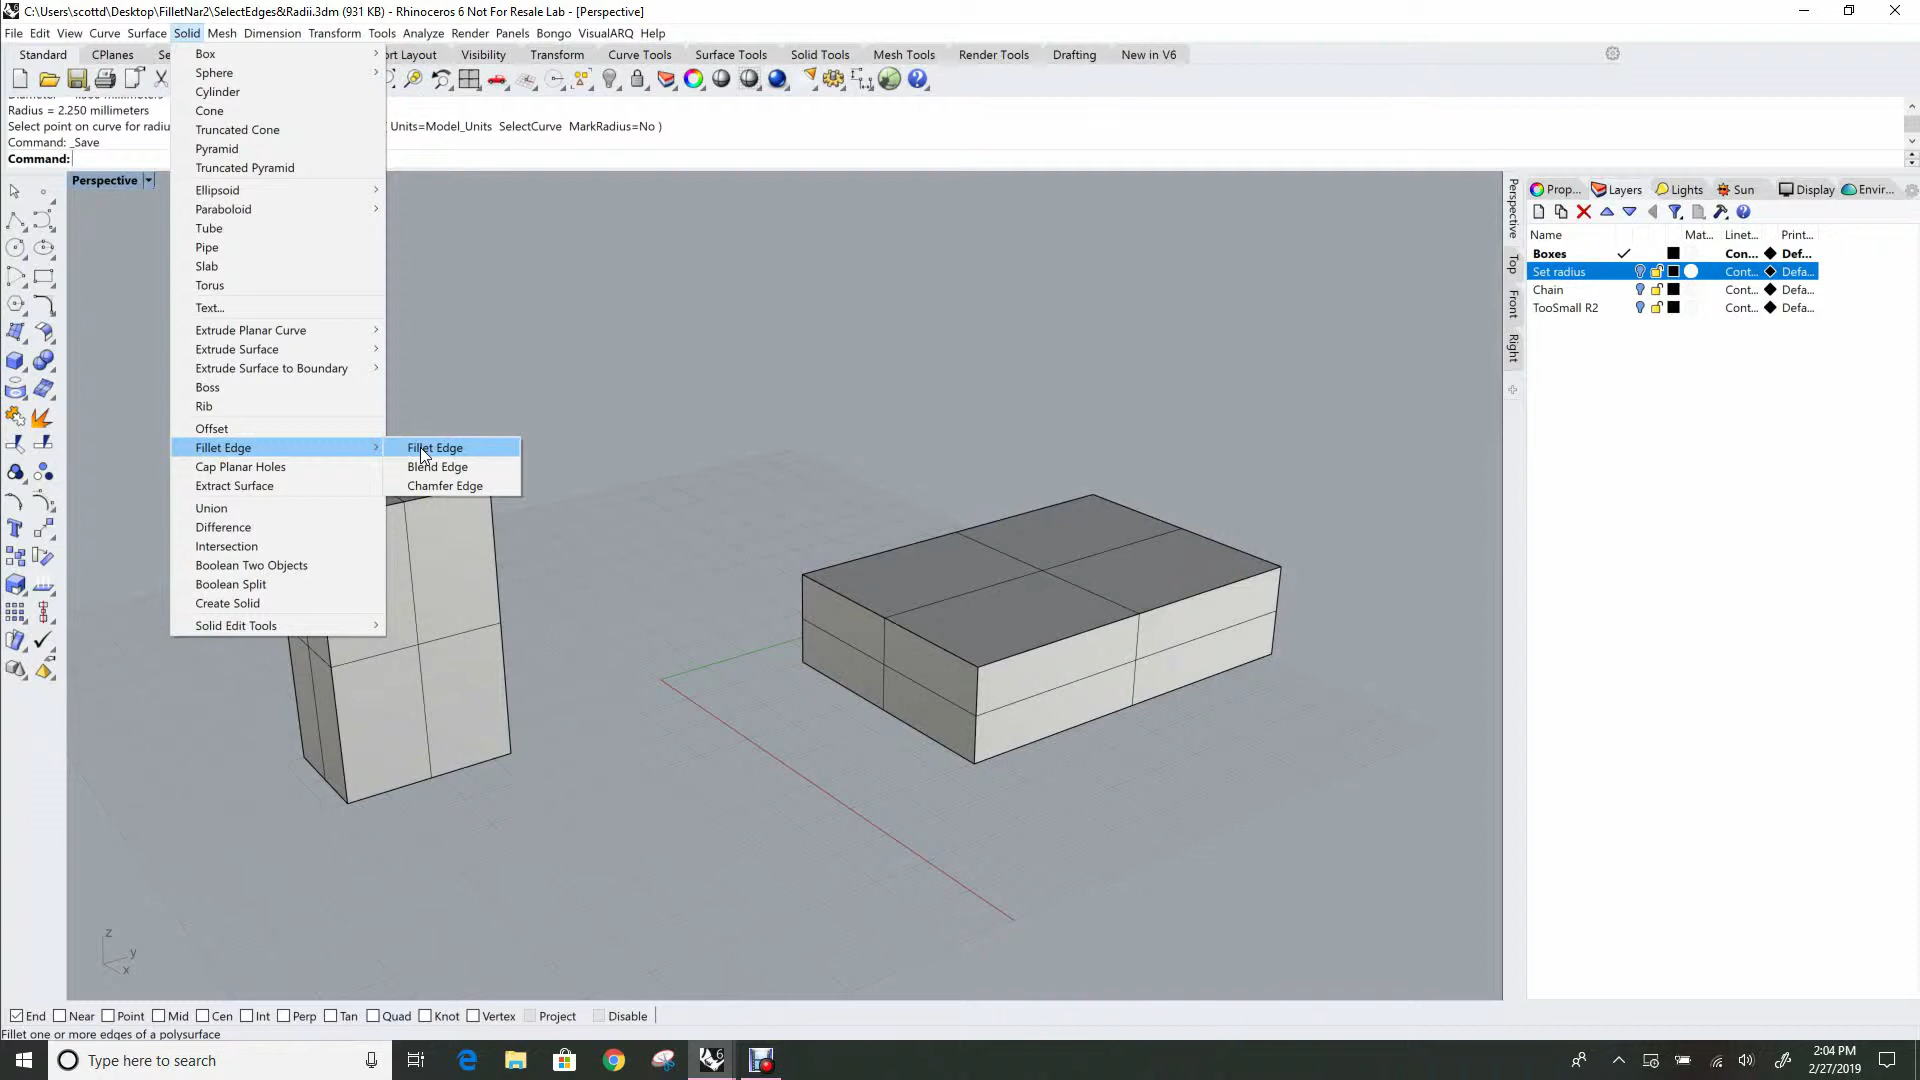 C:\Users\scottd\Desktop\FilletNar2\SelectEdges&Radii.3dm (931 KB) - Rhinoceros 6 Not For Resale Lab - [Perspective]
File Edit View Curve Surface Solid Mesh Dimension Transform Tools Analyze Render Panels Bongo VisualARQ Help
Standard CPlanes Se rt Layout Visibility Transform Curve Tools Surface Tools Solid Tools Mesh Tools Render Tools Drafting New in V6
Radius = 2.250 millimeters
Select point on curve for radiu ( Units=Model_Units SelectCurve MarkRadius=No )
Command: _Save
Command:
Box
Sphere
Cylinder
Cone
Truncated Cone
Pyramid
Truncated Pyramid
Ellipsoid
Paraboloid
Tube
Pipe
Slab
Torus
Text...
Extrude Planar Curve
Extrude Surface
Extrude Surface to Boundary
Boss
Rib
Offset
Fillet Edge
Cap Planar Holes
Extract Surface
Union
Difference
Intersection
Boolean Two Objects
Boolean Split
Create Solid
Solid Edit Tools
Fillet Edge
Blend Edge
Chamfer Edge
Perspective
z
y
x
Perspective
Top
Front
Right
Prop... Layers Lights Sun Display Envir...
Name Mat... Linet... Print...
Boxes Con... Def...
Set radius Cont... Defa...
Chain Cont... Defa...
TooSmall R2 Cont... Defa...
End Near Point Mid Cen Int Perp Tan Quad Knot Vertex Project Disable
Fillet one or more edges of a polysurface
Type here to search
2:04 PM
2/27/2019